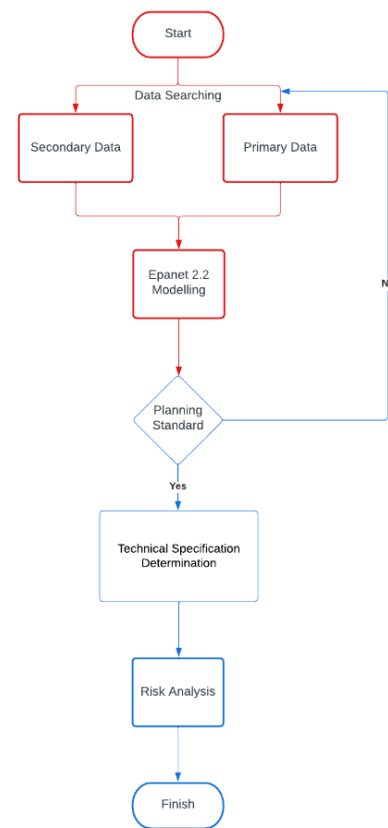 Start
Data Searching
Secondary Data
Primary Data
Epanet 2.2
Modelling
Planning
Standard
N
Yes
Technical Specification
Determination
Risk Analysis
Finish